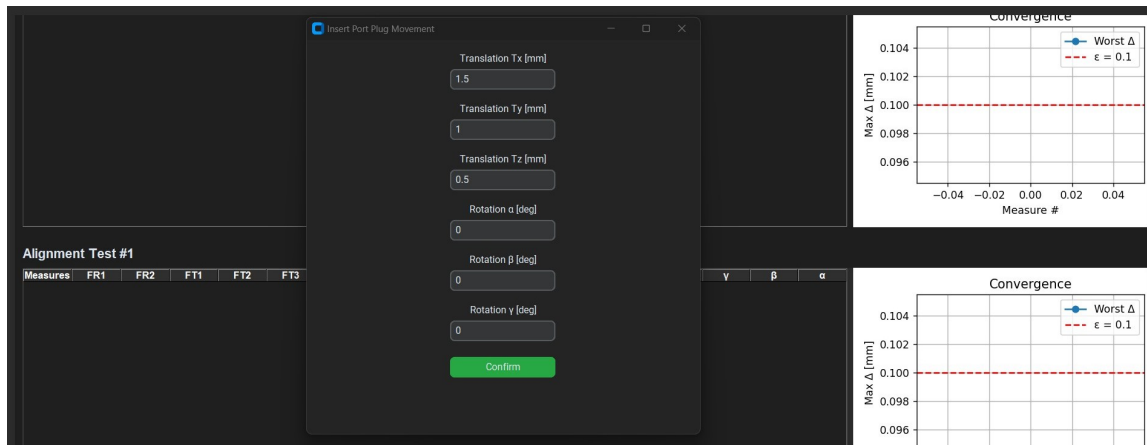 Insert Port Plug Movement
Translation Tx [mm]
1.5
Translation Ty [mm]
1
Translation Tz [mm]
0.5
Rotation α [deg]
0
Rotation β [deg]
0
Rotation γ [deg]
0
Confirm
Convergence
Worst Δ
ε = 0.1
0.104
0.102
0.100
0.098
0.096
Max Δ [mm]
−0.04 −0.02 0.00 0.02 0.04
Measure #
Alignment Test #1
Measures FR1 FR2 FT1 FT2 FT3 γ β α
Convergence
Worst Δ
ε = 0.1
0.104
0.102
0.100
0.098
0.096
Max Δ [mm]